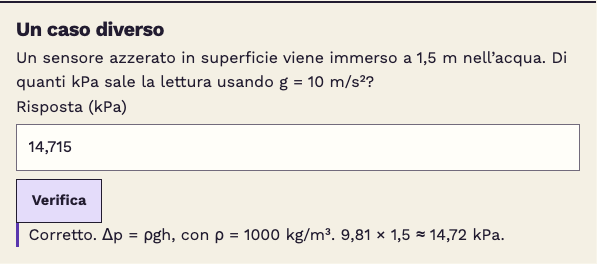 Un caso diverso
Un sensore azzerato in superficie viene immerso a 1,5 m nell’acqua. Di
quanti kPa sale la lettura usando g = 10 m/s²?
Risposta (kPa)
14,715
Verifica
Corretto. Δp = ρgh, con ρ = 1000 kg/m³. 9,81 × 1,5 ≈ 14,72 kPa.